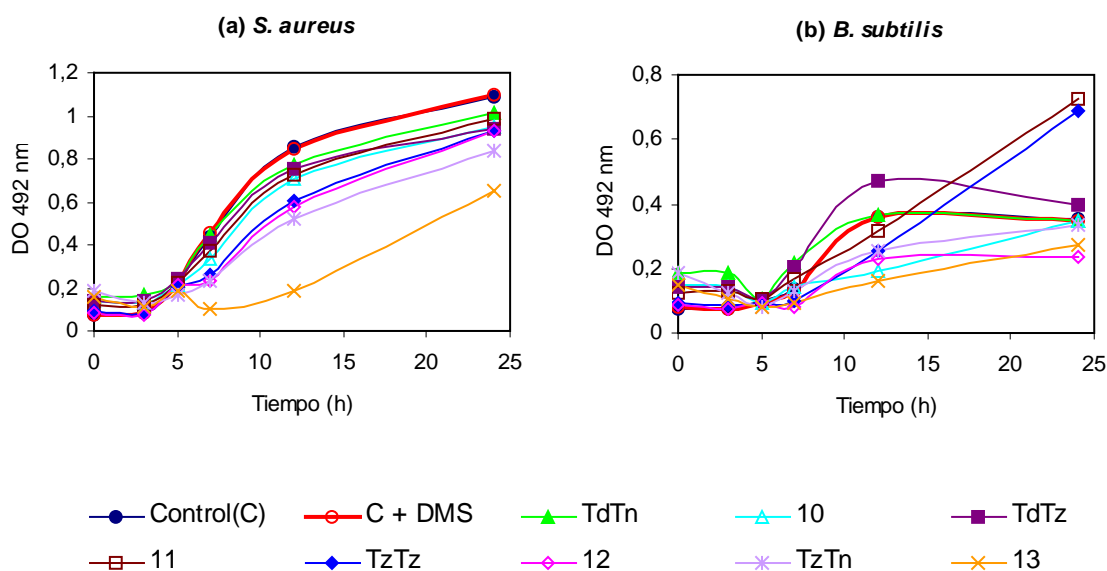 (a) S. aureus
(b) B. subtilis
DO 492 nm
1,2
1
0,8
0,6
0,4
0,2
0
0 5 10 15 20 25
Tiempo (h)
DO 492 nm
0,8
0,6
0,4
0,2
0
0 5 10 15 20 25
Tiempo (h)
Control(C) C + DMS TdTn 10 TdTz
11 TzTz 12 TzTn 13